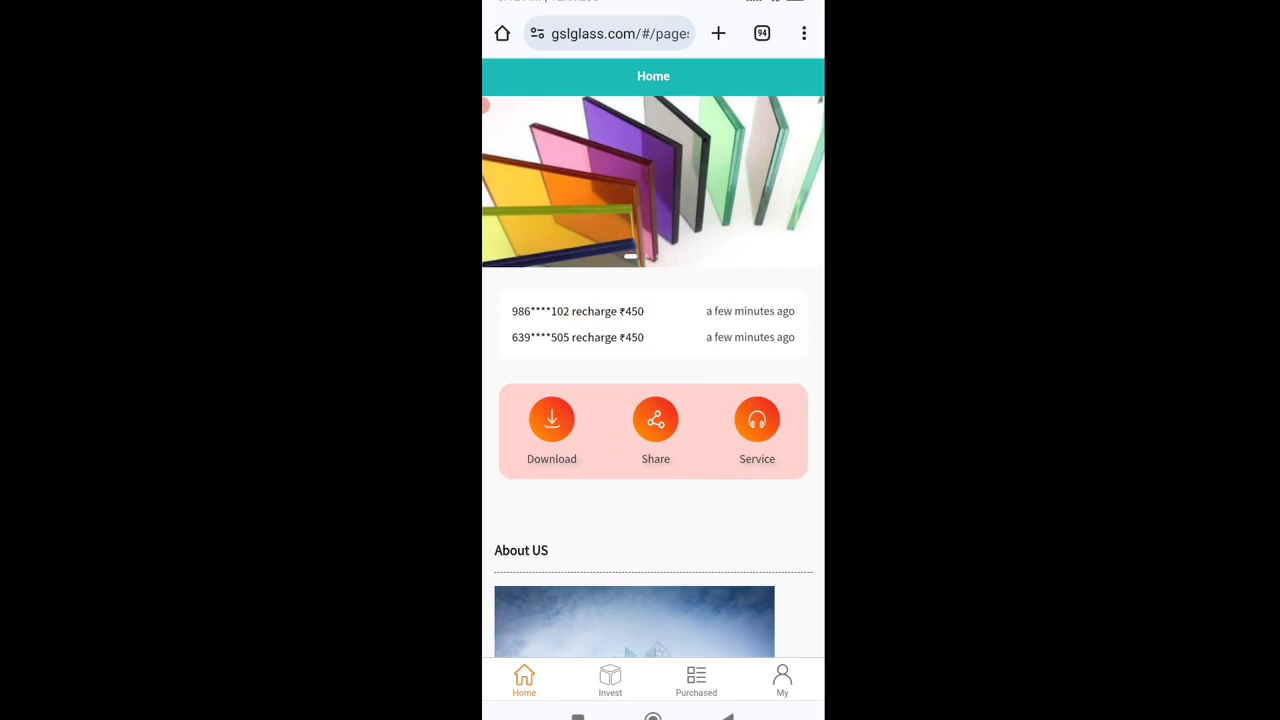 94
gslglass.com/#/page
Home
986****102 recharge ₹450 a few minutes ago
639****505 recharge ₹450 a few minutes ago
Download Share Service
About US
Home Invest Purchased My